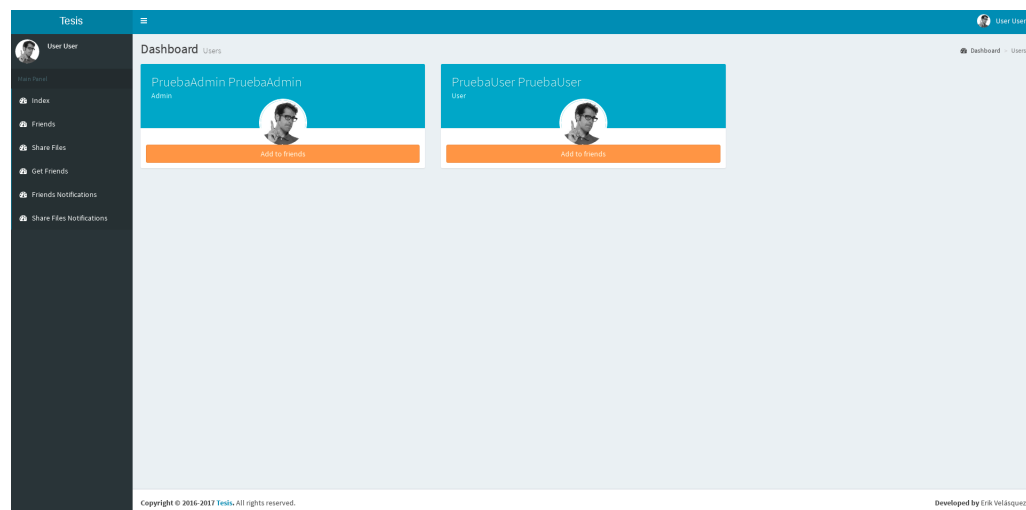 Tesis
User User
User User
Main Panel
Index
Friends
Share Files
Get Friends
Friends Notifications
Share Files Notifications
Dashboard Users
Dashboard > Users
PruebaAdmin PruebaAdmin
Admin
Add to friends
PruebaUser PruebaUser
User
Add to friends
Copyright © 2016-2017 Tesis. All rights reserved.
Developed by Erik Velásquez